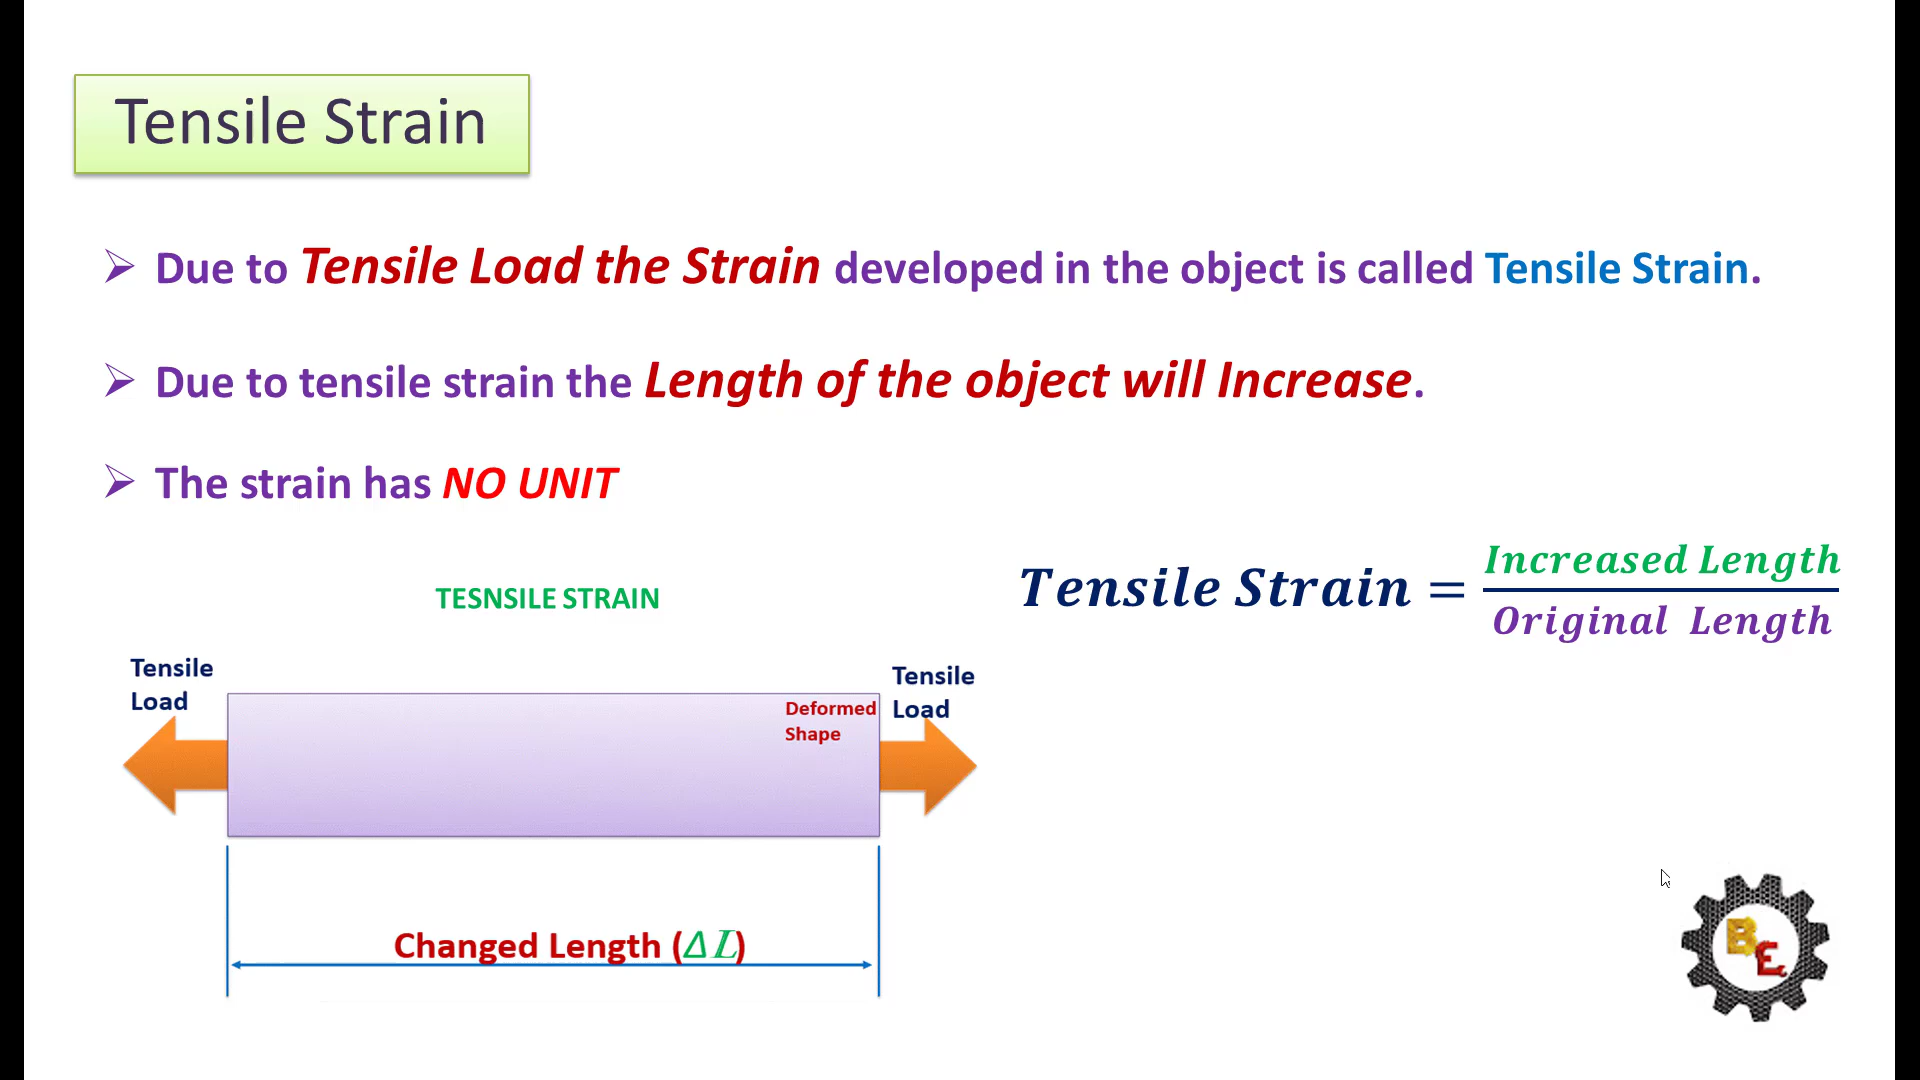 Tensile Strain
➢ Due to Tensile Load the Strain developed in the object is called Tensile Strain.
➢ Due to tensile strain the Length of the object will Increase.
➢ The strain has NO UNIT
Tensile Strain = Increased Length / Original Length
TESNSILE STRAIN
Tensile
Load
Tensile
Load
Deformed
Shape
Changed Length (Δ L)
BE